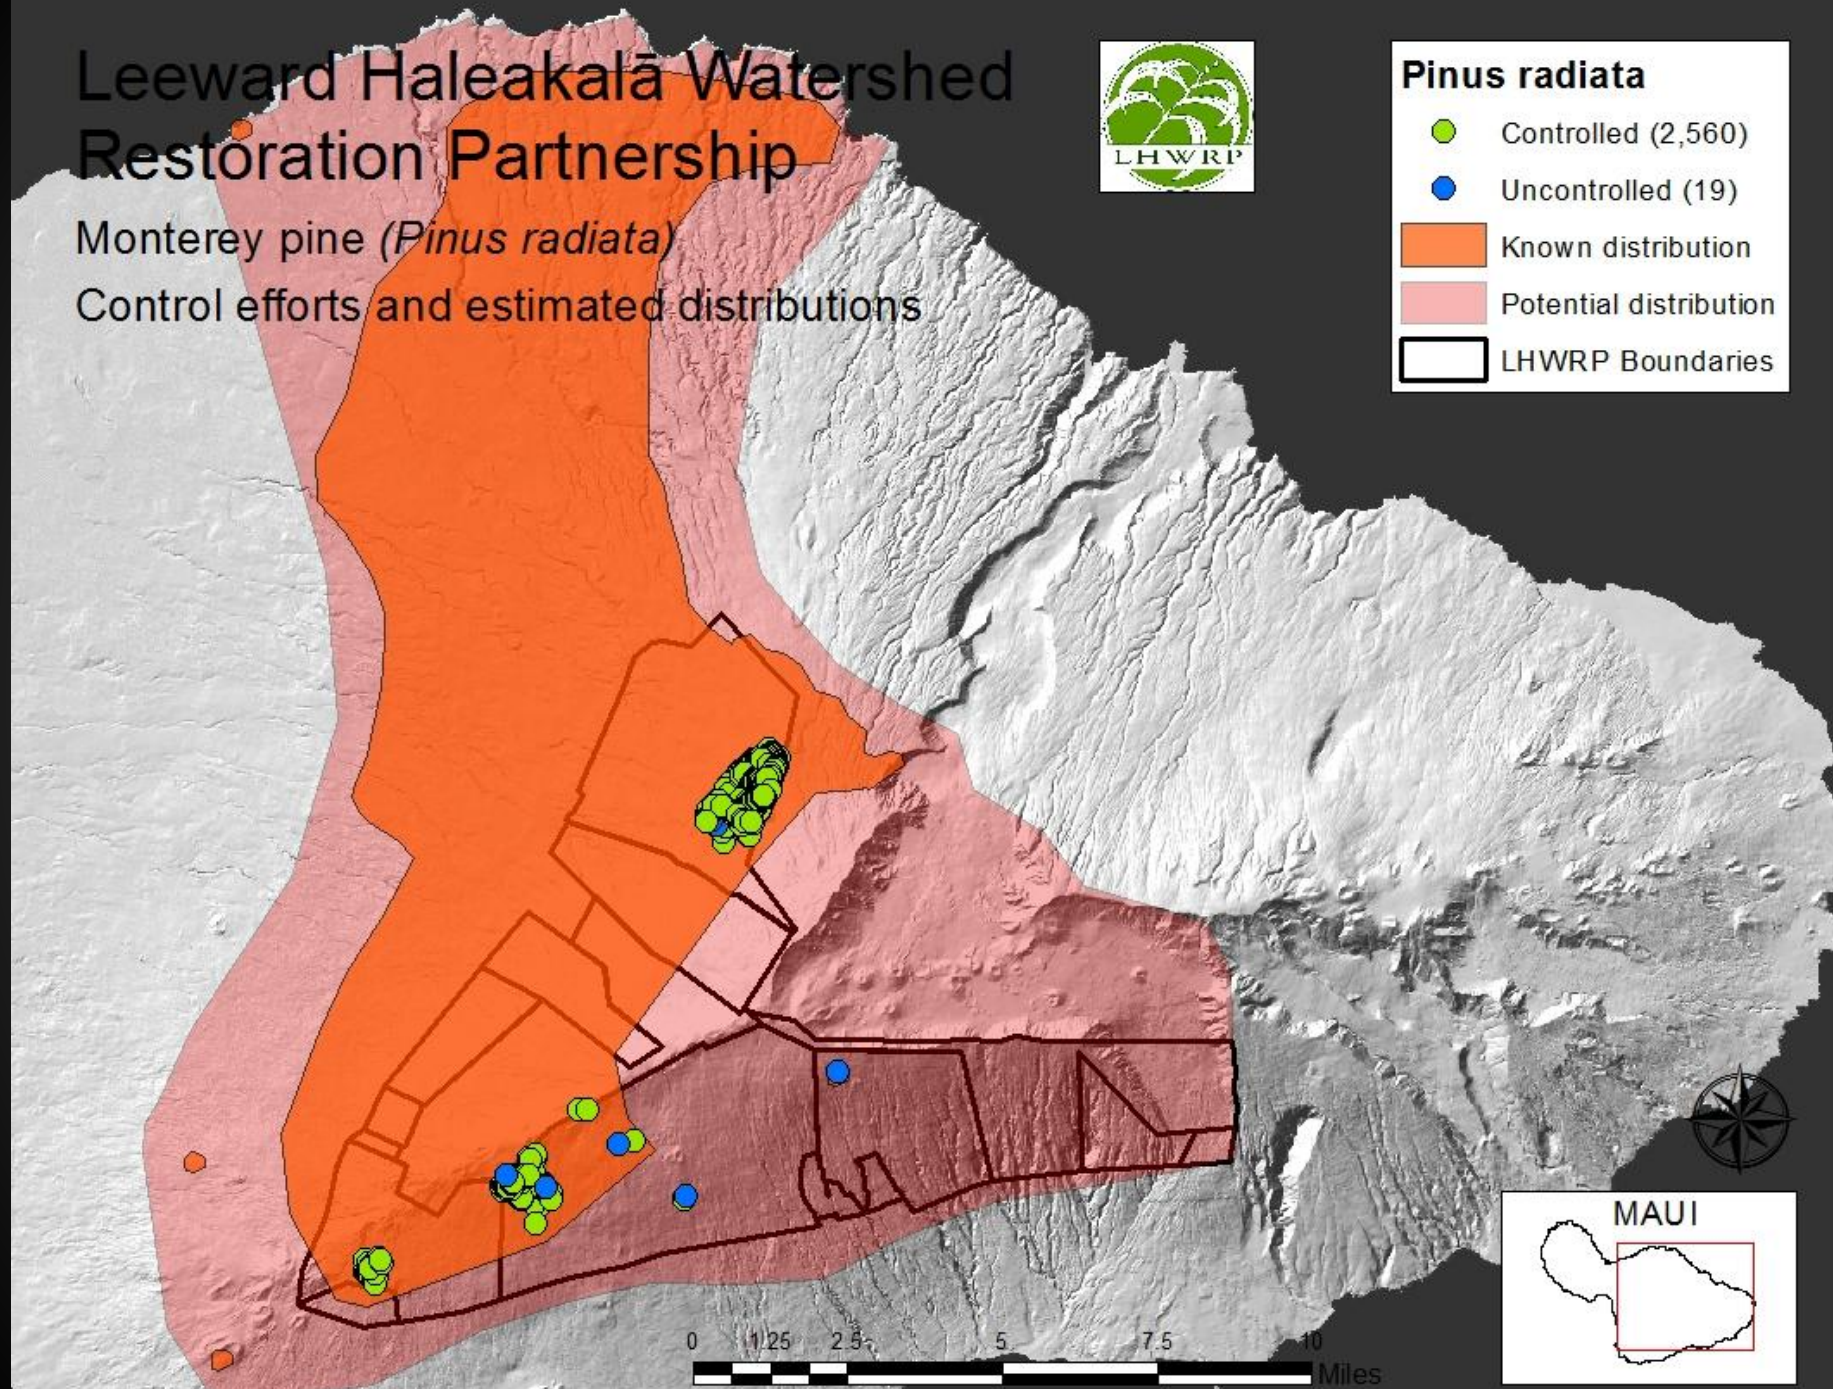 Leeward Haleakalā Watershed
Restoration Partnership
Monterey pine (Pinus radiata)
Control efforts and estimated distributions
LHWRP
Pinus radiata
Controlled (2,560)
Uncontrolled (19)
Known distribution
Potential distribution
LHWRP Boundaries
MAUI
0 1.25 2.5 5 7.5 10
Miles